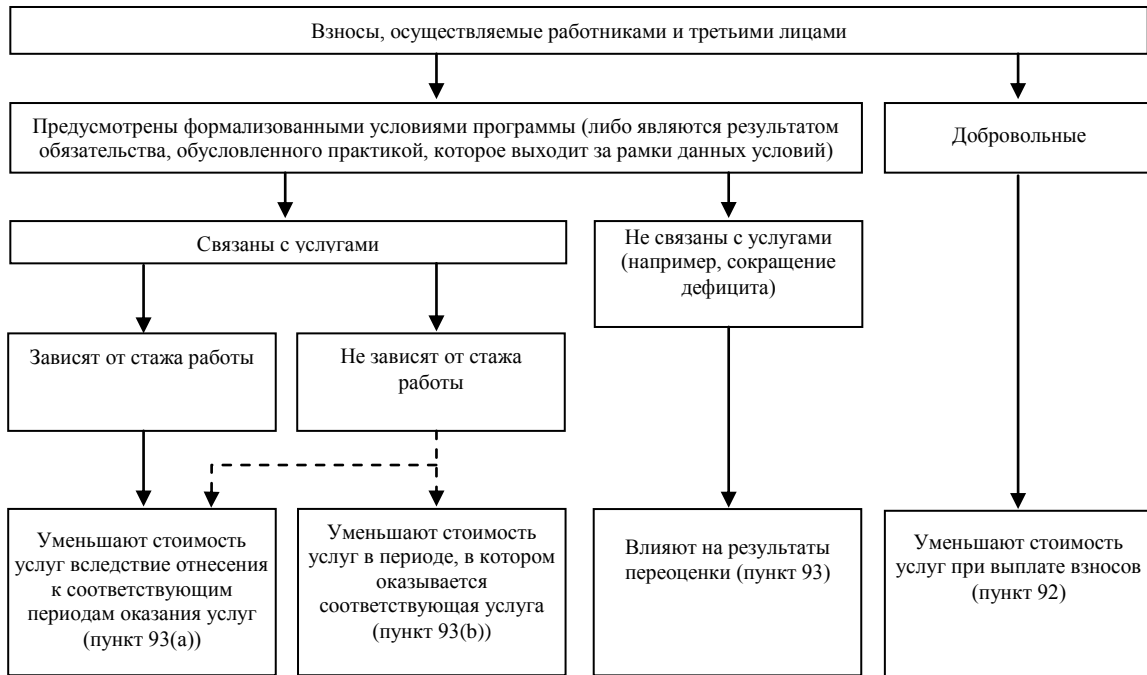 Взносы, осуществляемые работниками и третьими лицами
Предусмотрены формализованными условиями программы (либо являются результатом
обязательства, обусловленного практикой, которое выходит за рамки данных условий)
Добровольные
Связаны с услугами
Не связаны с услугами
(например, сокращение
дефицита)
Зависят от стажа работы
Не зависят от стажа
работы
Уменьшают стоимость
услуг вследствие отнесения
к соответствующим
периодам оказания услуг
(пункт 93(a))
Уменьшают стоимость
услуг в периоде, в котором
оказывается
соответствующая услуга
(пункт 93(b))
Влияют на результаты
переоценки (пункт 93)
Уменьшают стоимость
услуг при выплате взносов
(пункт 92)